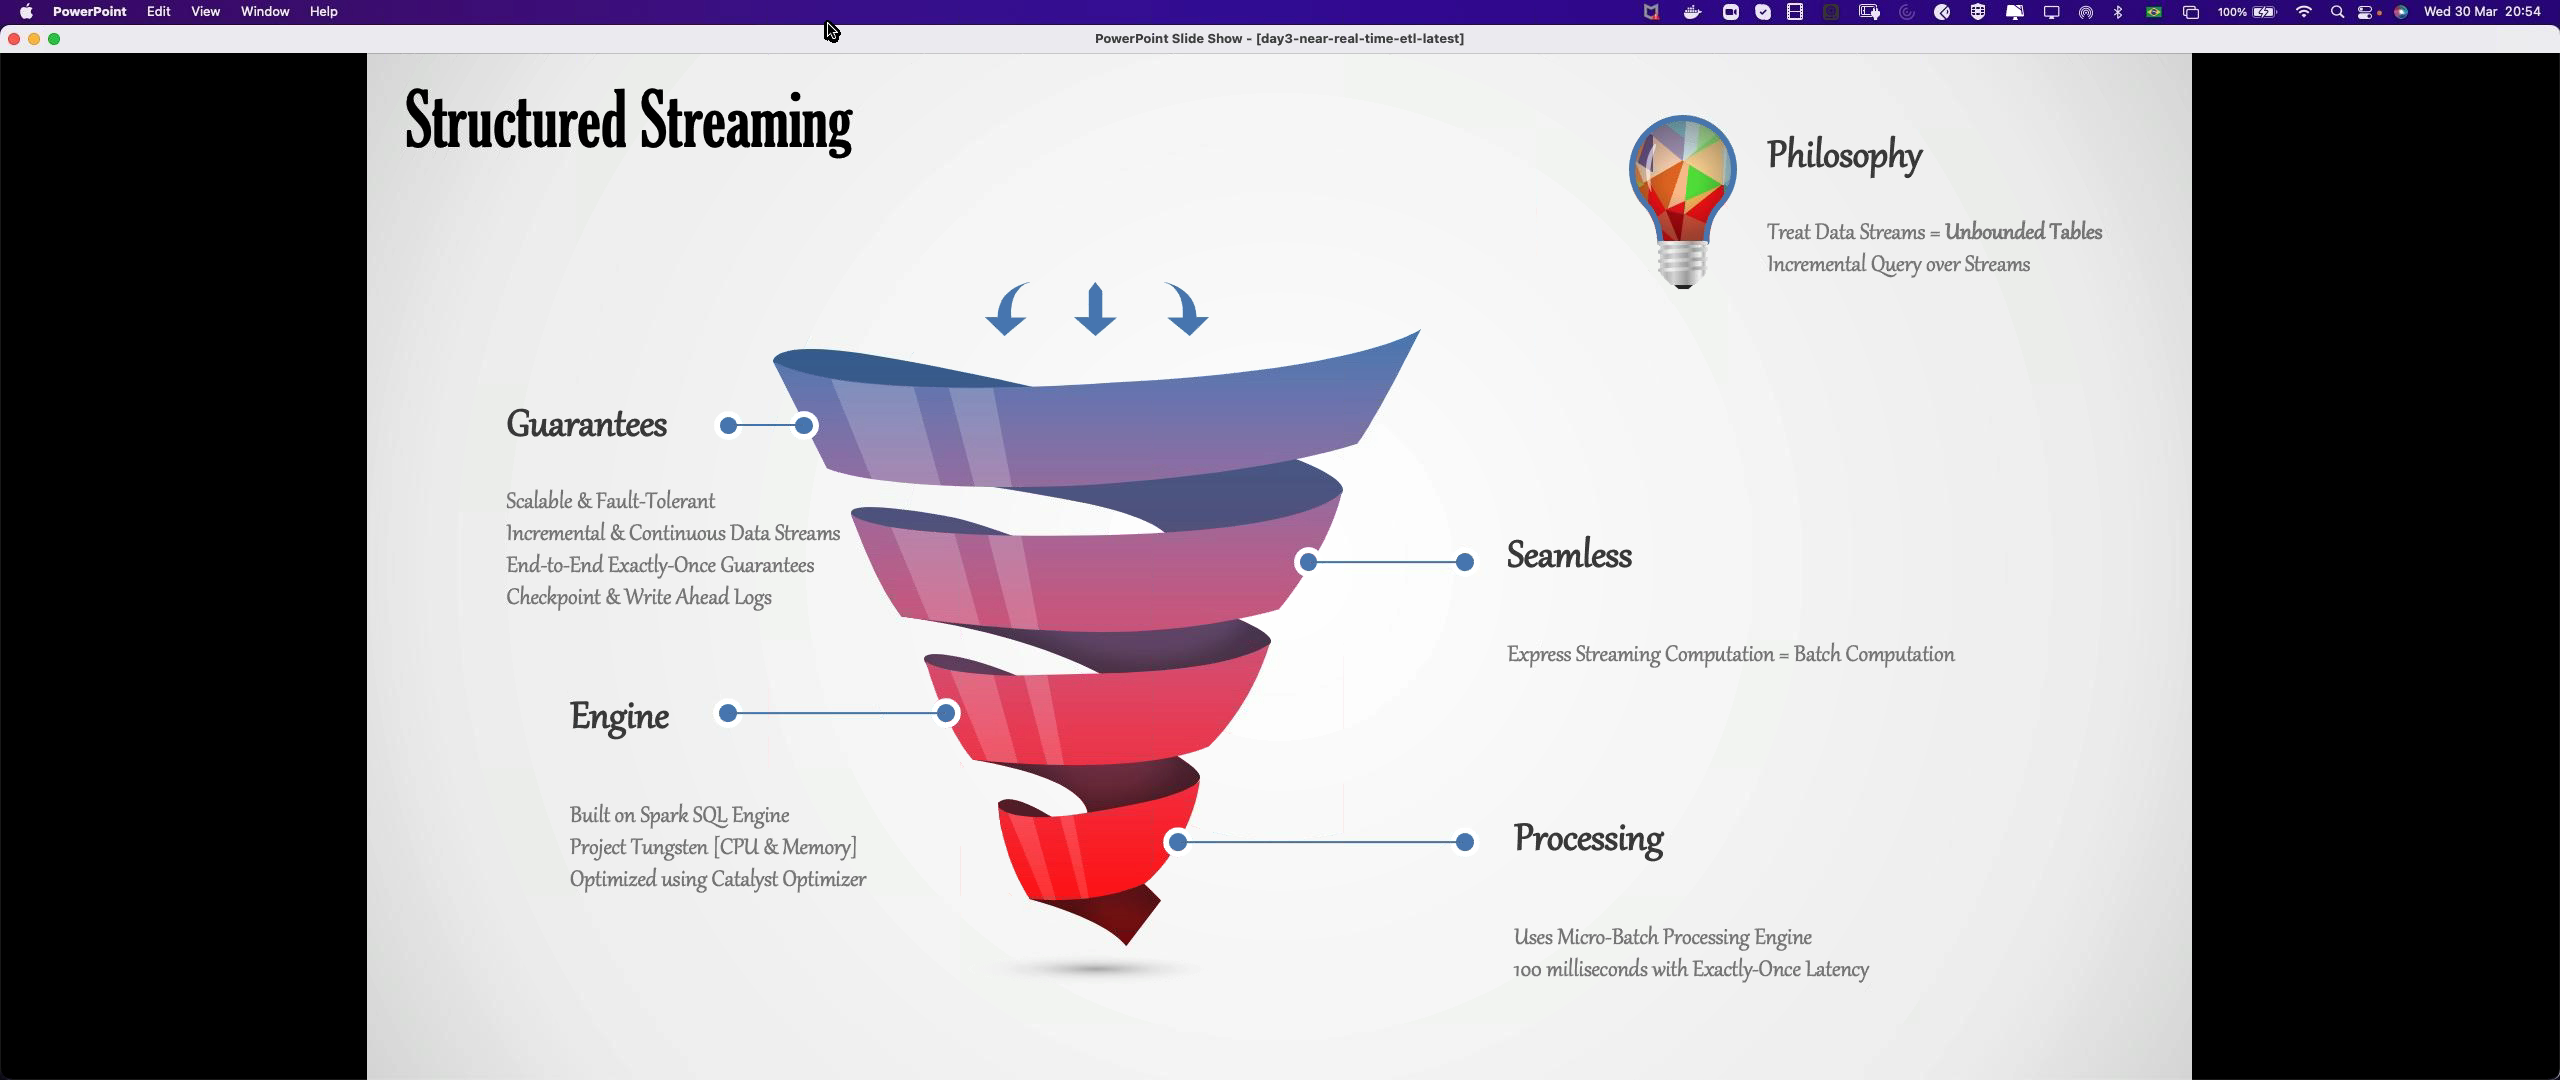 PowerPoint Edit View Window Help
100% Wed 30 Mar 20:54
PowerPoint Slide Show - [day3-near-real-time-etl-latest]
Structured Streaming
Philosophy
Treat Data Streams = Unbounded Tables
Incremental Query over Streams
Guarantees
Scalable & Fault-Tolerant
Incremental & Continuous Data Streams
End-to-End Exactly-Once Guarantees
Checkpoint & Write Ahead Logs
Seamless
Express Streaming Computation = Batch Computation
Engine
Built on Spark SQL Engine
Project Tungsten [CPU & Memory]
Optimized using Catalyst Optimizer
Processing
Uses Micro-Batch Processing Engine
100 milliseconds with Exactly-Once Latency